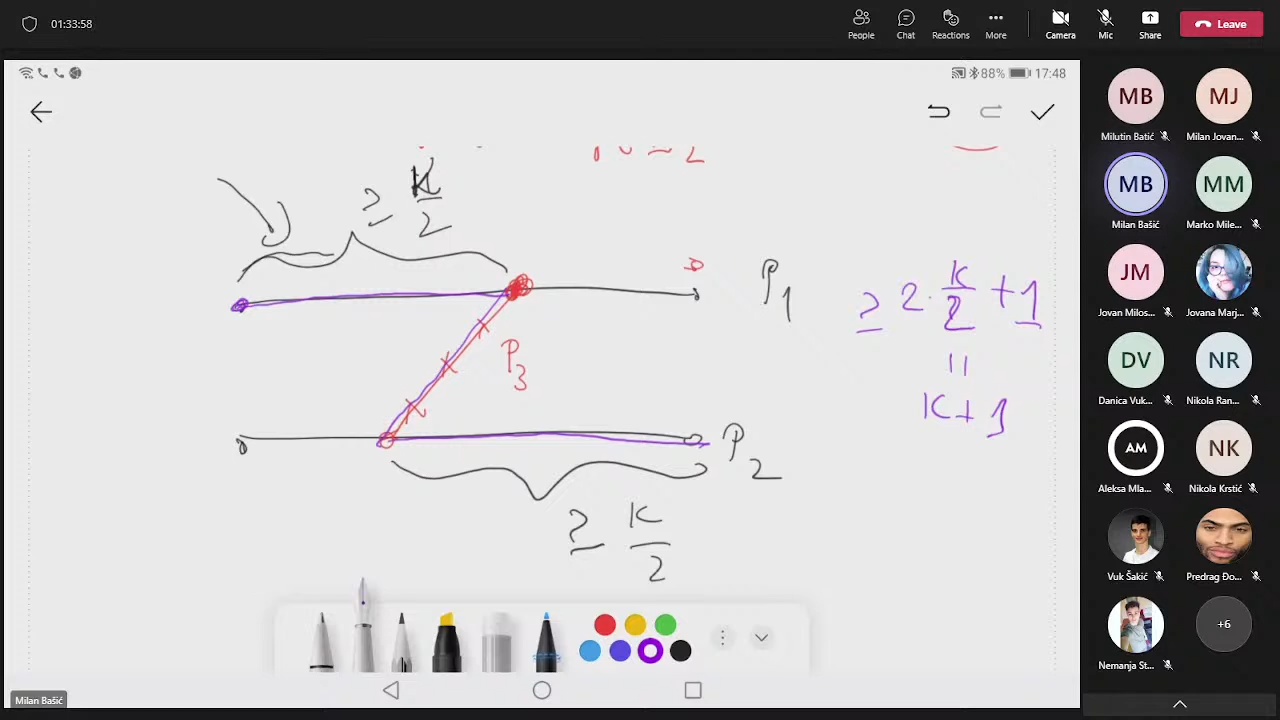 01:33:58
People Chat Reactions More Camera Mic Share Leave
88% 17:48
≥ K/2
P1
≥ 2 · K/2 + 1
P3
=
K + 1
P2
≥ K/2
Milan Bašić
MB MJ
Milutin Batić Milan Jovan...
MB MM
Milan Bašić Marko Mile...
JM
Jovan Milos... Jovana Marj...
DV NR
Danica Vuk... Nikola Ran...
AM NK
Aleksa Mla... Nikola Krstić
Vuk Šakić Predrag Đo...
+6
Nemanja St...